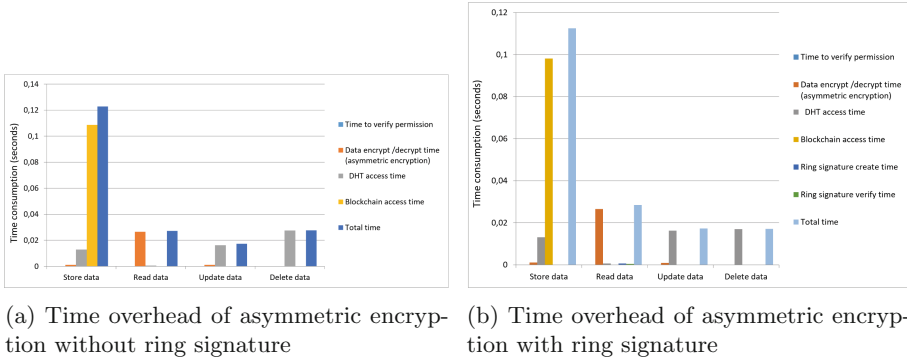 0,14
0,12
0,1
0,08
0,06
0,04
0,02
0
Time consumption (seconds)
Store data
Read data
Update data
Delete data
Time to verify permission
Data encrypt /decrypt time
(asymmetric encryption)
DHT access time
Blockchain access time
Total time
(a) Time overhead of asymmetric encryp-
tion without ring signature
0,12
0,1
0,08
0,06
0,04
0,02
0
Time consumption (seconds)
Store data
Read data
Update data
Delete data
Time to verify permission
Data encrypt /decrypt time
(asymmetric encryption)
DHT access time
Blockchain access time
Ring signature create time
Ring signature verify time
Total time
(b) Time overhead of asymmetric encryp-
tion with ring signature